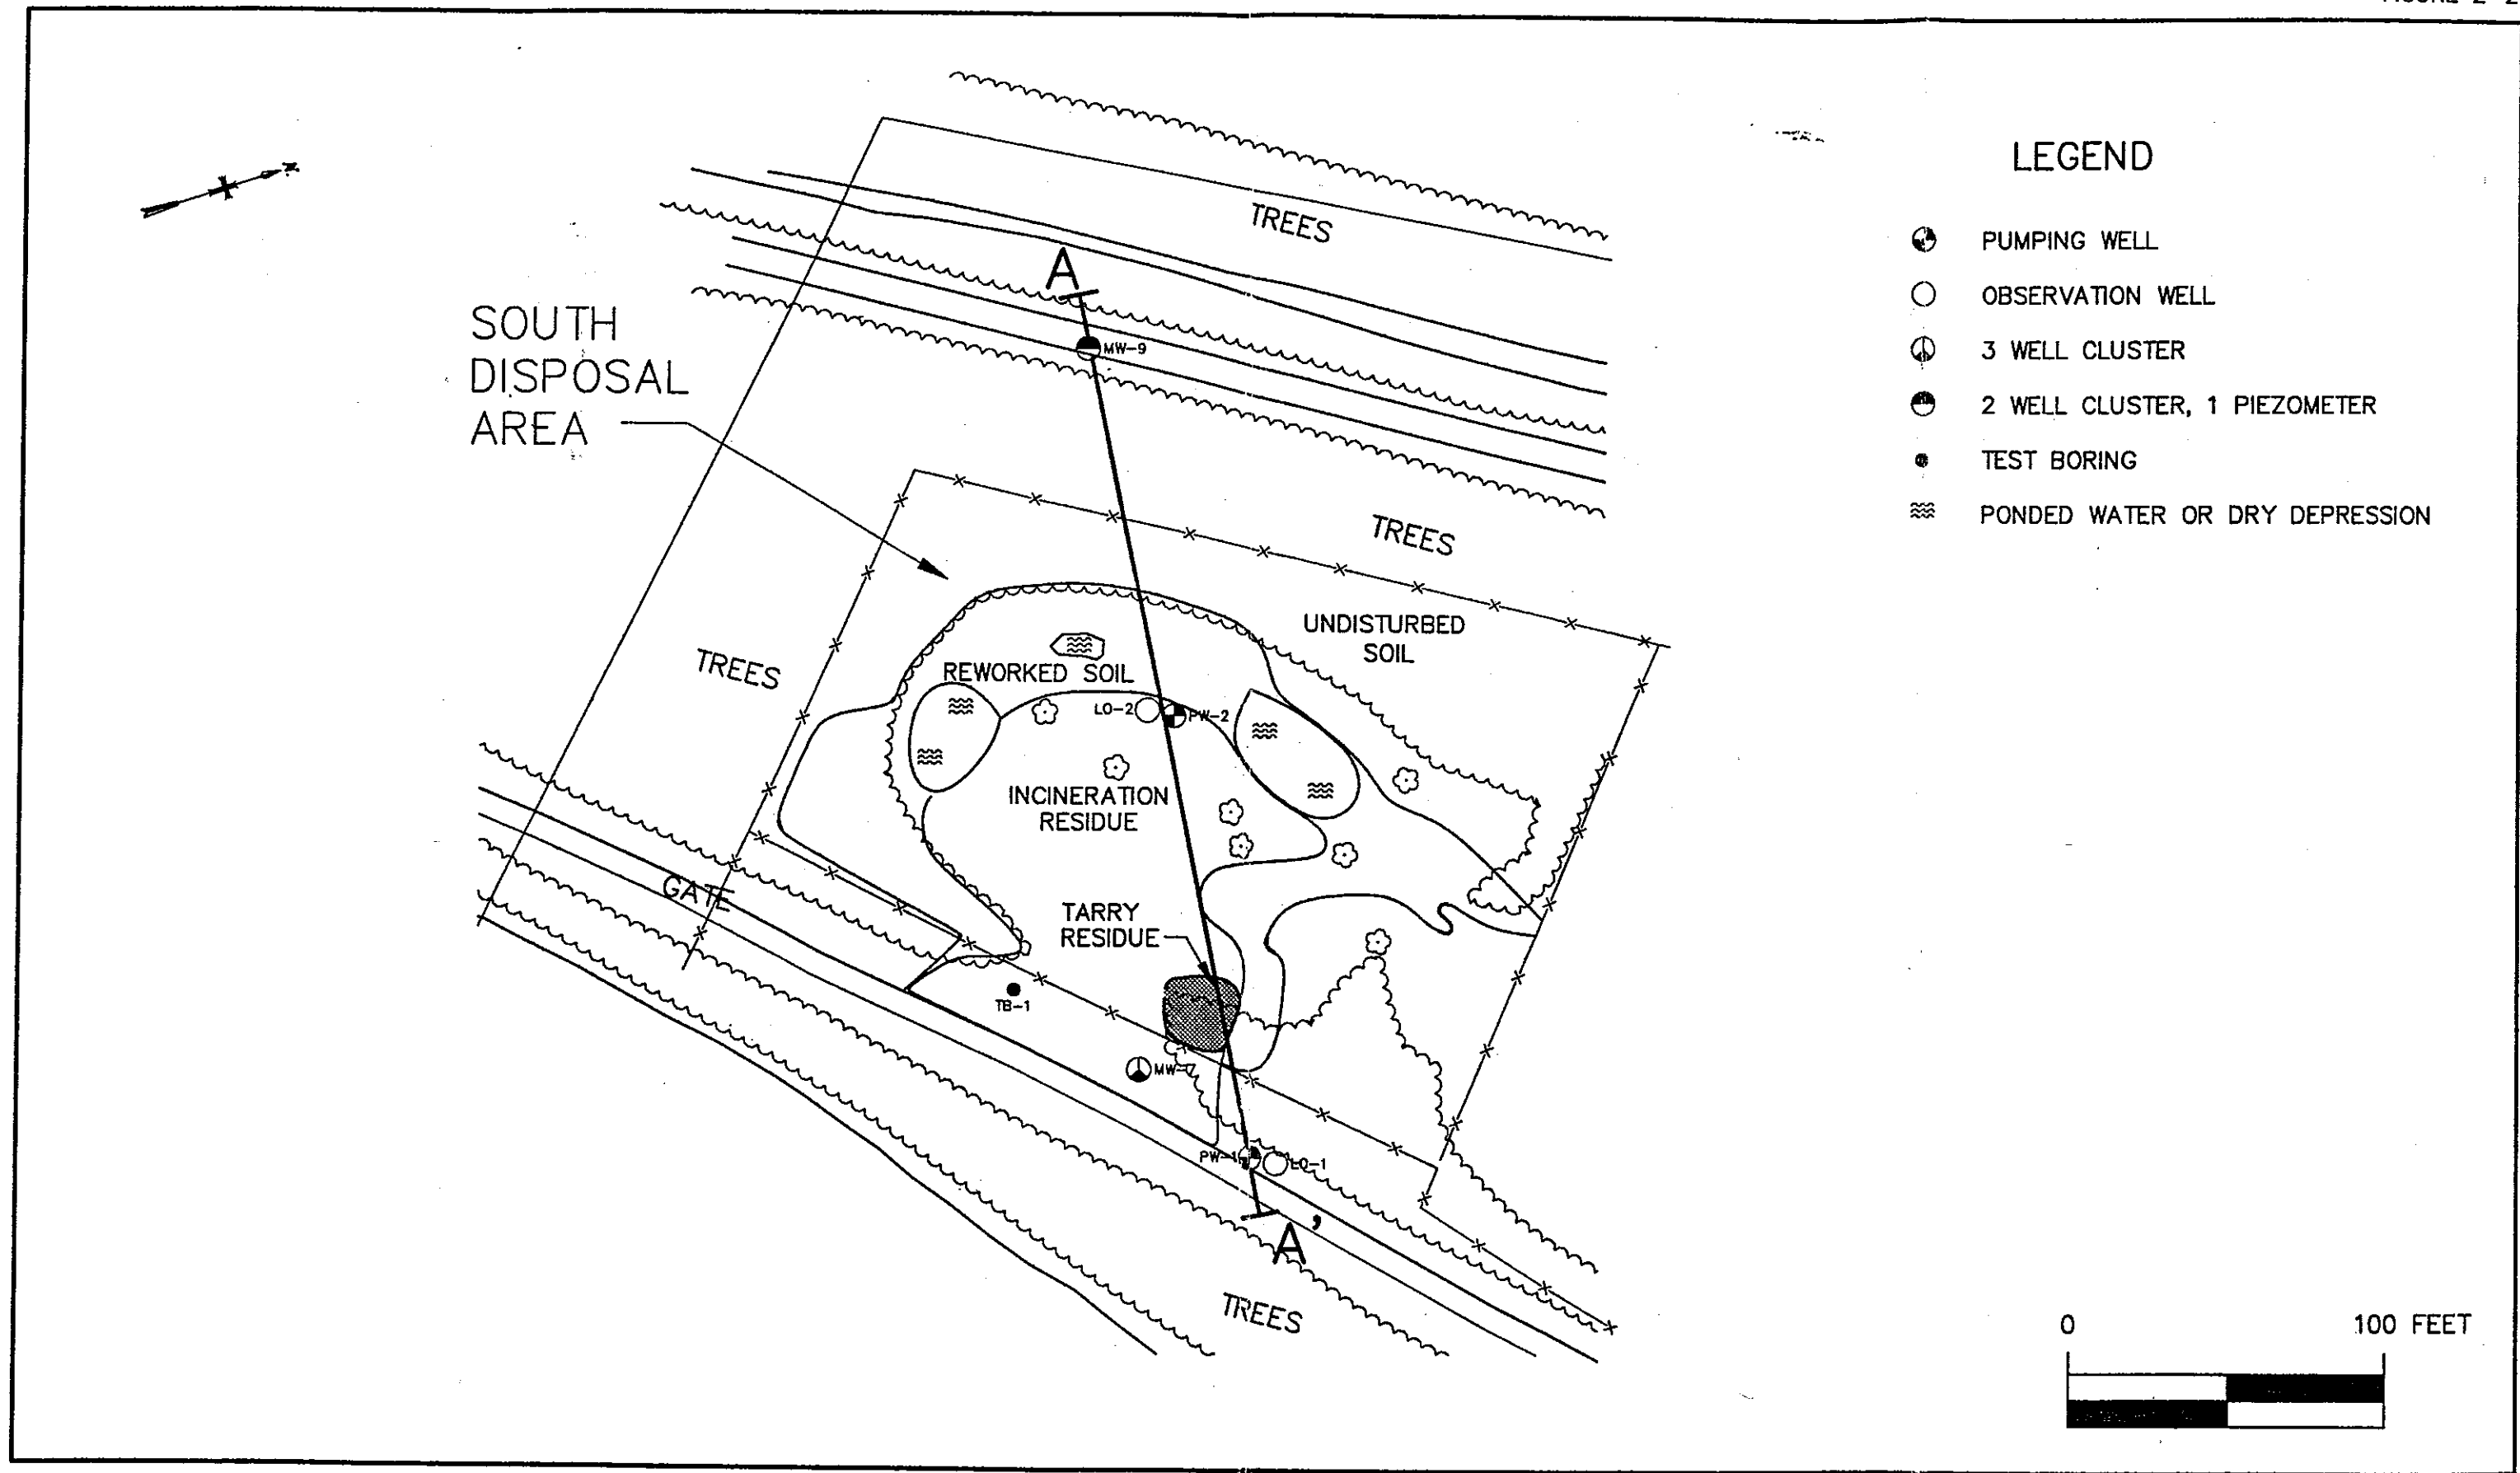 LEGEND
PUMPING WELL
OBSERVATION WELL
3 WELL CLUSTER
2 WELL CLUSTER, 1 PIEZOMETER
TEST BORING
PONDED WATER OR DRY DEPRESSION
TREES
A
MW-9
SOUTH
DISPOSAL
AREA
TREES
UNDISTURBED
SOIL
TREES
REWORKED SOIL
LO-2
PW-2
INCINERATION
RESIDUE
GATE
TARRY
RESIDUE
TB-1
MW-7
PW-1
LO-1
A'
TREES
0
100 FEET